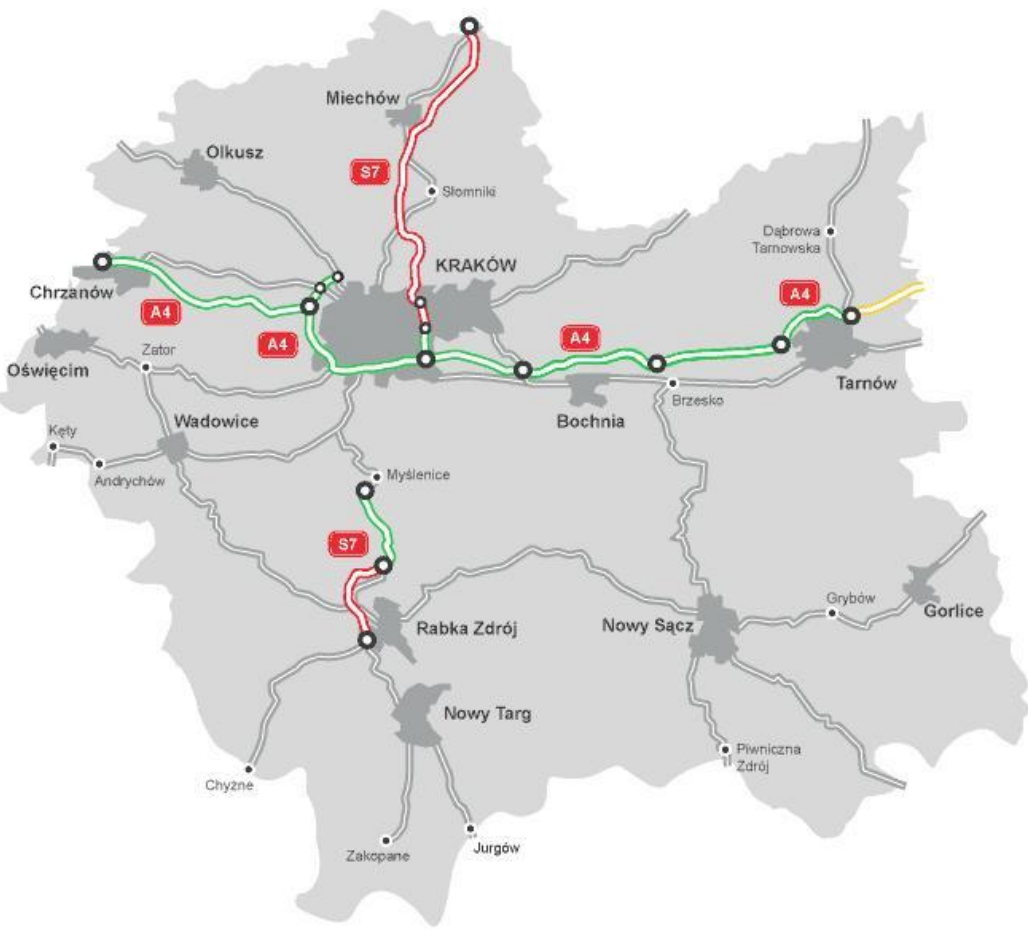 Miechów
Olkusz
S7
Słomniki
Dąbrowa
Tarnowska
KRAKÓW
Chrzanów
A4
A4
A4
A4
Oświęcim
Zator
Tarnów
Brzesko
Bochnia
Wadowice
Kęty
Andrychów
Myślenice
S7
Rabka Zdrój
Nowy Sącz
Grybów
Gorlice
Nowy Targ
Piwniczna
Zdrój
Chyżne
Zakopane
Jurgów